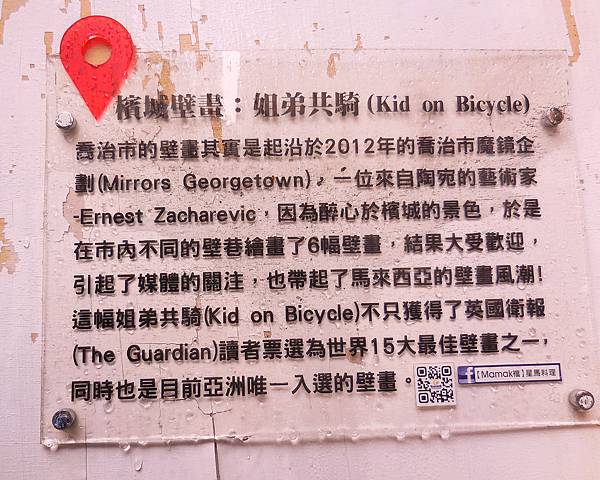 檳城壁畫：姐弟共騎(Kid on Bicycle)
喬治市的壁畫其實是起沿於2012年的喬治市魔鏡企
劃(Mirrors Georgetown)，一位來自陶宛的藝術家
-Ernest Zacharevic，因為醉心於檳城的景色，於是
在市內不同的壁巷繪畫了6幅壁畫，結果大受歡迎，
引起了媒體的關注，也帶起了馬來西亞的壁畫風潮!
這幅姐弟共騎(Kid on Bicycle)不只獲得了英國衛報
(The Guardian)讀者票選為世界15大最佳壁畫之一，
同時也是目前亞洲唯一入選的壁畫。
f【Mamak檔】星馬料理